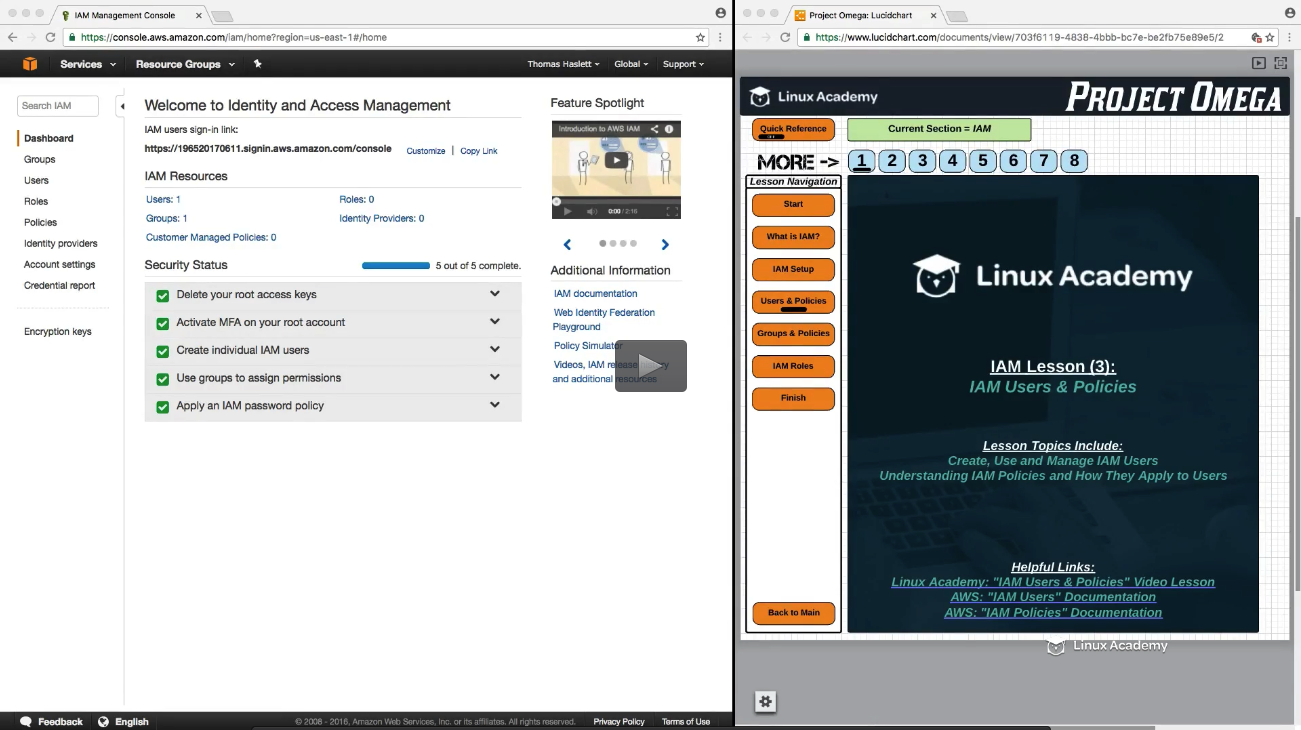 IAM Management Console
https://console.aws.amazon.com/iam/home?region=us-east-1#/home
Services
Resource Groups
Thomas Haslett
Global
Support
Search IAM
Dashboard
Groups
Users
Roles
Policies
Identity providers
Account settings
Credential report
Encryption keys
Welcome to Identity and Access Management
IAM users sign-in link:
https://196520170611.signin.aws.amazon.com/console
Customize | Copy Link
IAM Resources
Users: 1
Roles: 0
Groups: 1
Identity Providers: 0
Customer Managed Policies: 0
Security Status
5 out of 5 complete.
Delete your root access keys
Activate MFA on your root account
Create individual IAM users
Use groups to assign permissions
Apply an IAM password policy
Feature Spotlight
Introduction to AWS IAM
0:00 / 2:16
Additional Information
IAM documentation
Web Identity Federation
Playground
Policy Simulator
Videos, IAM release
and additional
Feedback
English
© 2008 - 2016, Amazon Web Services, Inc. or its affiliates. All rights reserved.
Privacy Policy
Terms of Use
Project Omega: Lucidchart
https://www.lucidchart.com/documents/view/703f6119-4838-4bbb-bc7e-be2fb75e89e5/2
Linux Academy
PROJECT OMEGA
Quick Reference
Current Section = IAM
MORE ->
1 2 3 4 5 6 7 8
Lesson Navigation
Start
What is IAM?
IAM Setup
Users & Policies
Groups & Policies
IAM Roles
Finish
Back to Main
Linux Academy
IAM Lesson (3):
IAM Users & Policies
Lesson Topics Include:
Create, Use and Manage IAM Users
Understanding IAM Policies and How They Apply to Users
Helpful Links:
Linux Academy: "IAM Users & Policies" Video Lesson
AWS: "IAM Users" Documentation
AWS: "IAM Policies" Documentation
Linux Academy